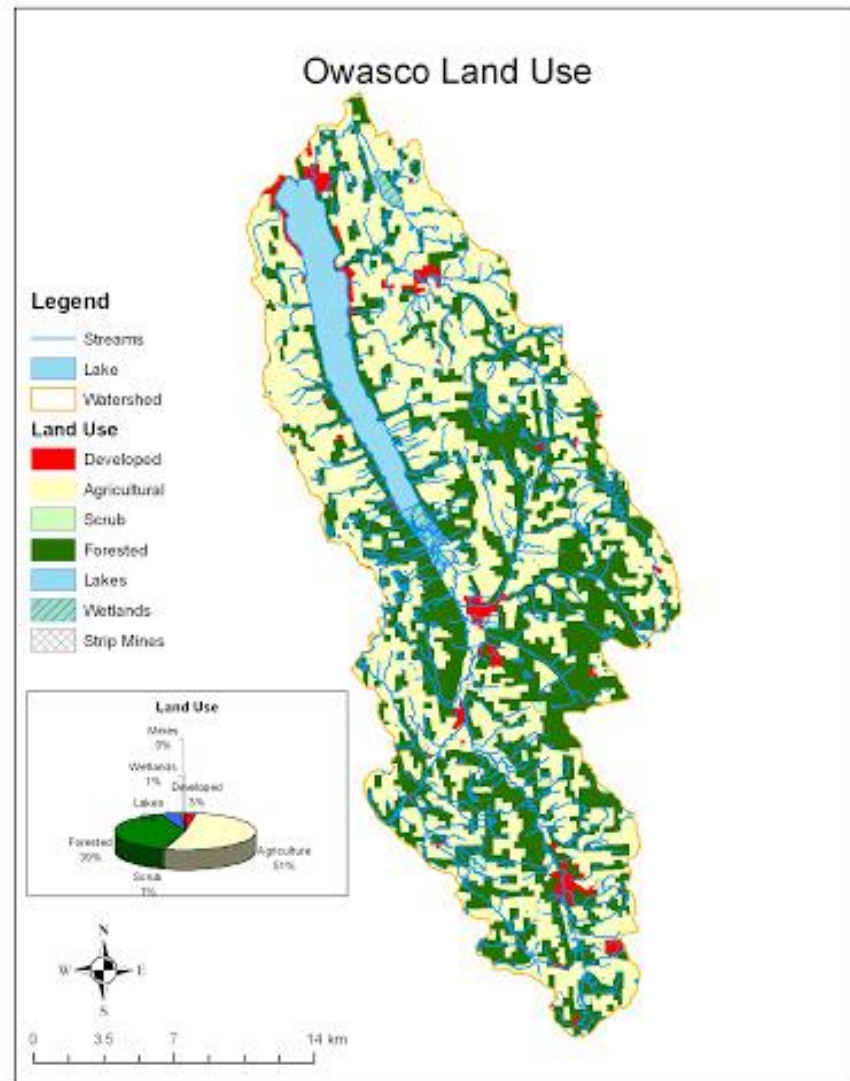 Owasco Land Use
Legend
Streams
Lake
Watershed
Land Use
Developed
Agricultural
Scrub
Forested
Lakes
Wetlands
Strip Mines
Land Use
Mines
0%
Wetlands
1%
Developed
3%
Lakes
Forested
Agriculture
51%
Scrub
N
W E
S
0 3.5 7 14 km